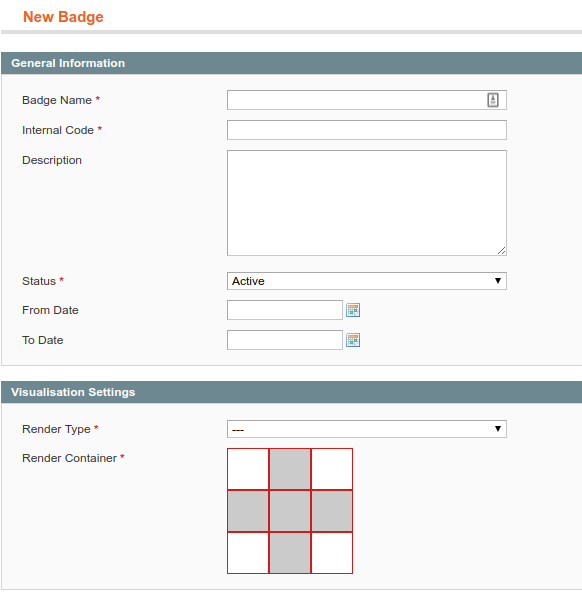 New Badge
General Information
Badge Name *
Internal Code *
Description
Status * Active
From Date
To Date
Visualisation Settings
Render Type * ---
Render Container *